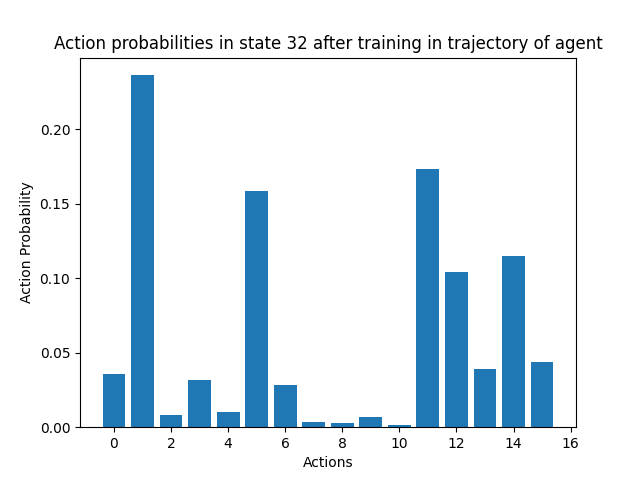 Action probabilities in state 32 after training in trajectory of agent
Action Probability
0.20
0.15
0.10
0.05
0.00
0 2 4 6 8 10 12 14 16
Actions